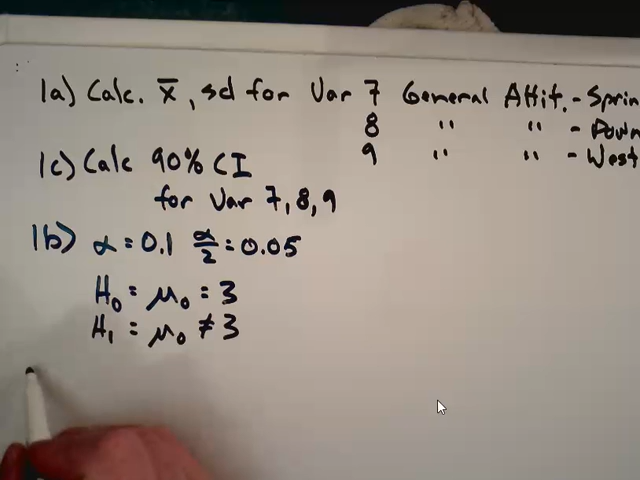 1a) Calc. x̄, sd for Var 7 General Attit. - Sprin
8 " " - Down
9 " " - West
1c) Calc 90% CI
for Var 7, 8, 9
1b) α = 0.1 α/2 = 0.05
H₀ = μ₀ = 3
H₁ = μ₀ ≠ 3